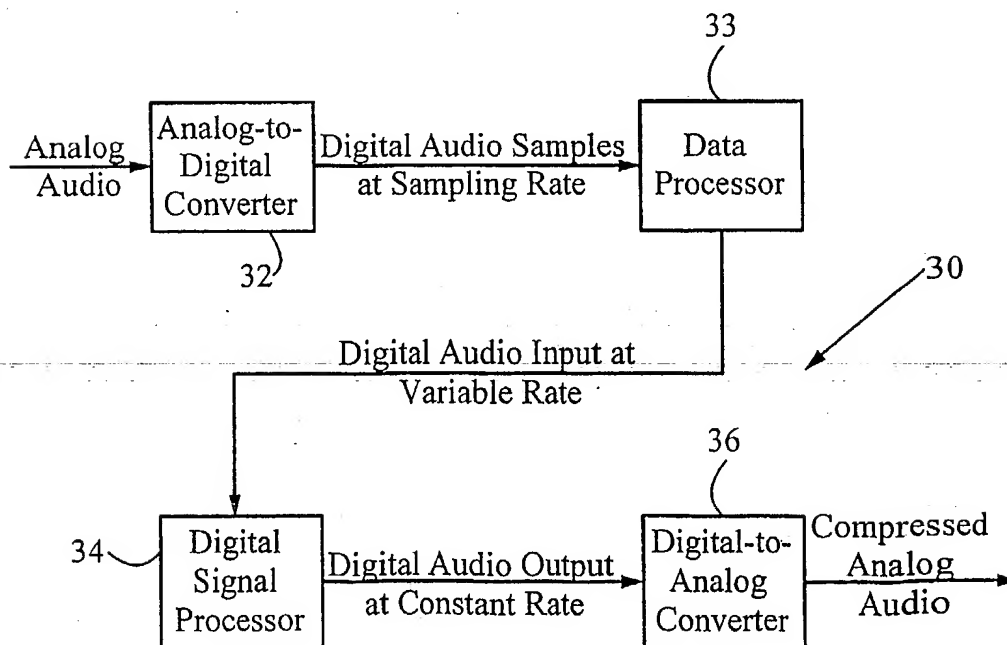 33
Analog
Audio
Analog-to-
Digital
Converter
Digital Audio Samples
at Sampling Rate
Data
Processor
32
30
Digital Audio Input at
Variable Rate
36
34
Digital
Signal
Processor
Digital Audio Output
at Constant Rate
Digital-to-
Analog
Converter
Compressed
Analog
Audio